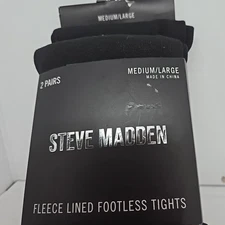 MEDIUM/LARGE
2 PAIRS
MEDIUM/LARGE
MADE IN CHINA
STEVE MADDEN
FLEECE LINED FOOTLESS TIGHTS